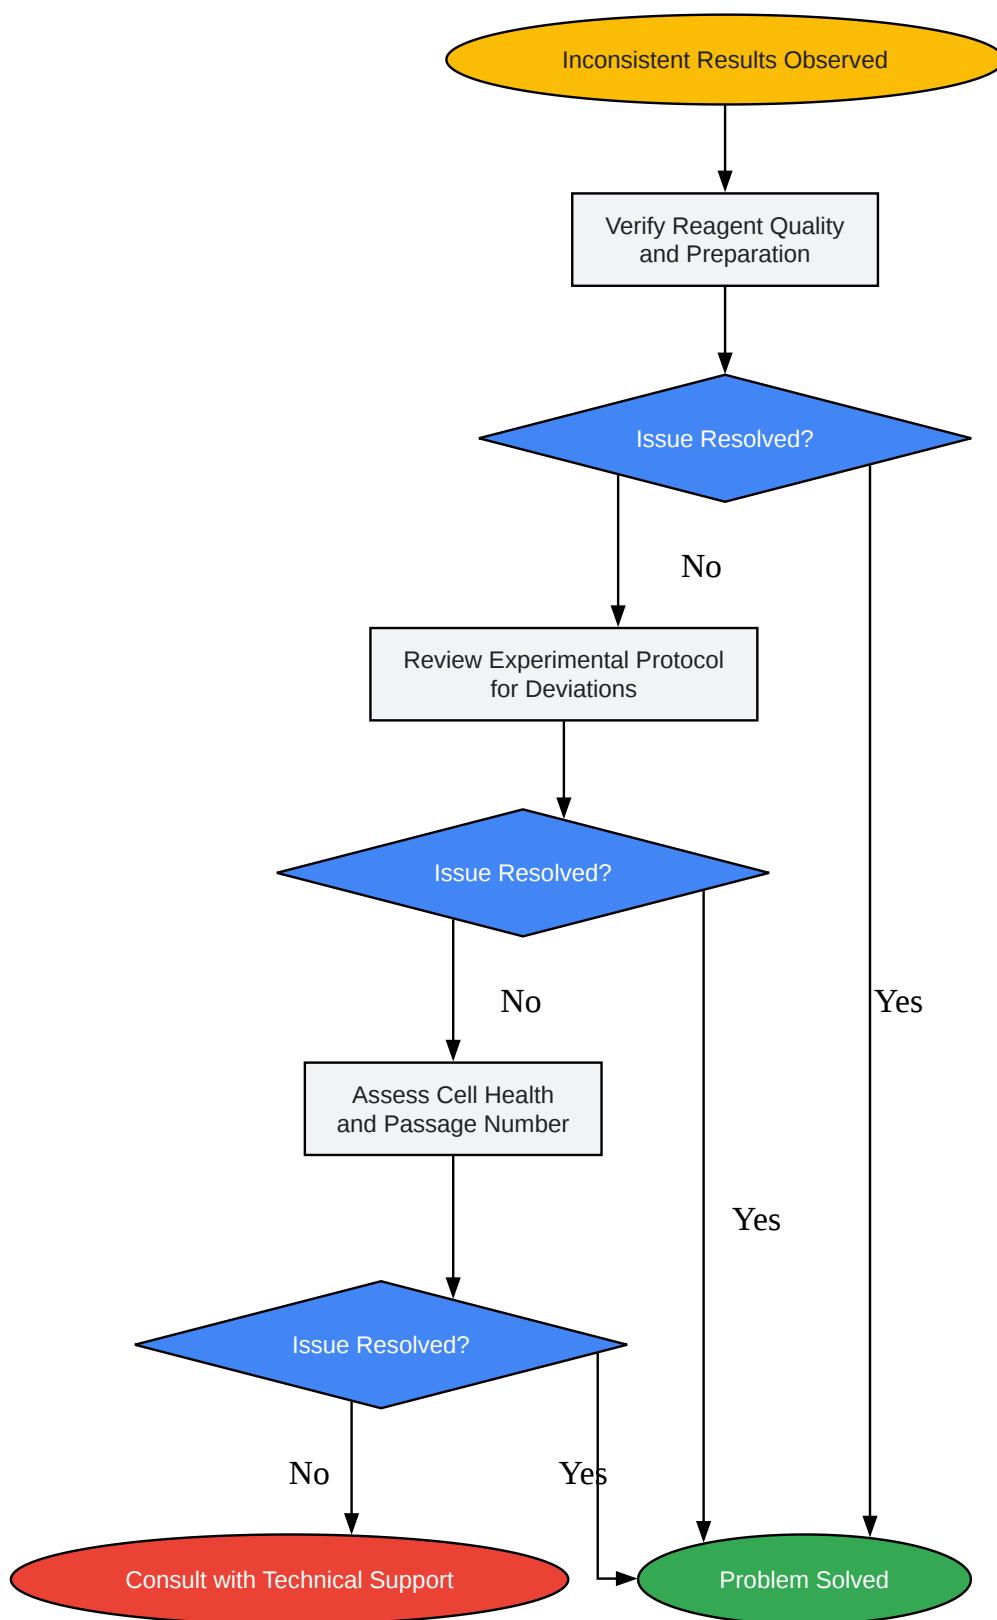 Inconsistent Results Observed
Verify Reagent Quality
and Preparation
Issue Resolved?
No
Review Experimental Protocol
for Deviations
Issue Resolved?
No
Yes
Assess Cell Health
and Passage Number
Yes
Issue Resolved?
No
Yes
Consult with Technical Support
Problem Solved